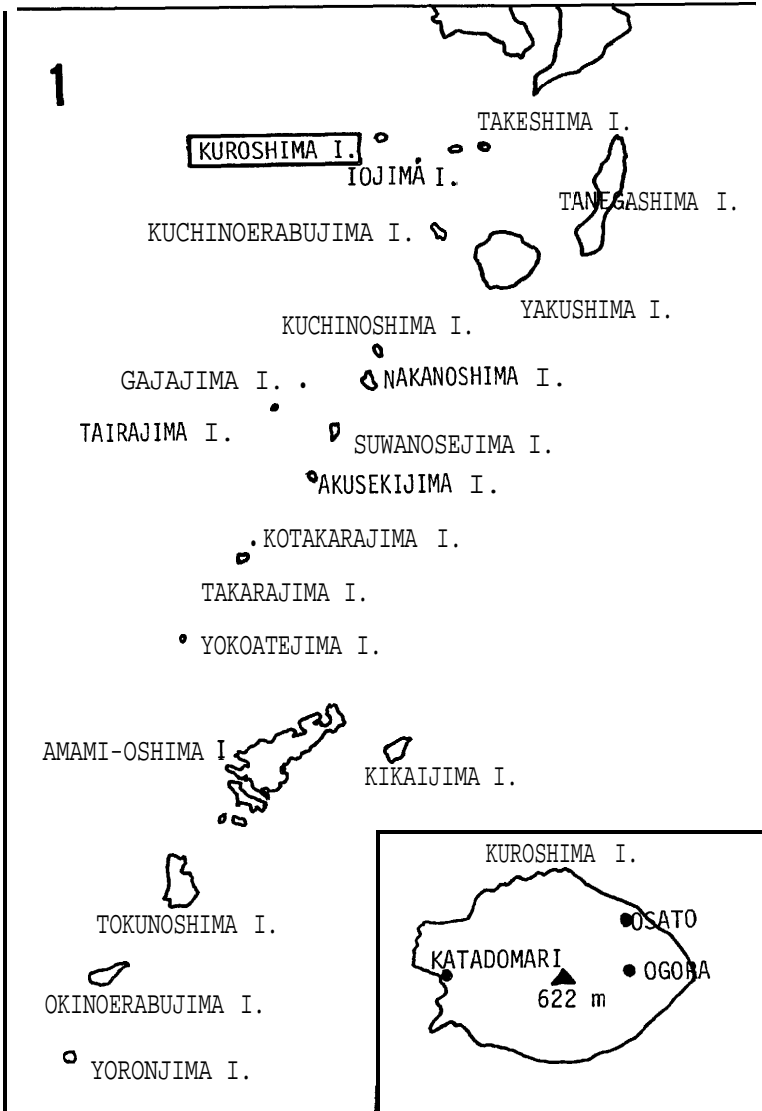 1
TAKESHIMA I.
KUROSHIMA I.
IOJIMA I.
TANEGASHIMA I.
KUCHINOERABUJIMA I.
YAKUSHIMA I.
KUCHINOSHIMA I.
GAJAJIMA I.
NAKANOSHIMA I.
TAIRAJIMA I.
SUWANOSEJIMA I.
AKUSEKIJIMA I.
KOTAKARAJIMA I.
TAKARAJIMA I.
YOKOATEJIMA I.
AMAMI-OSHIMA I
KIKAIJIMA I.
TOKUNOSHIMA I.
OKINOERABUJIMA I.
YORONJIMA I.
KUROSHIMA I.
OSATO
KATADOMARI
OGORA
622 m